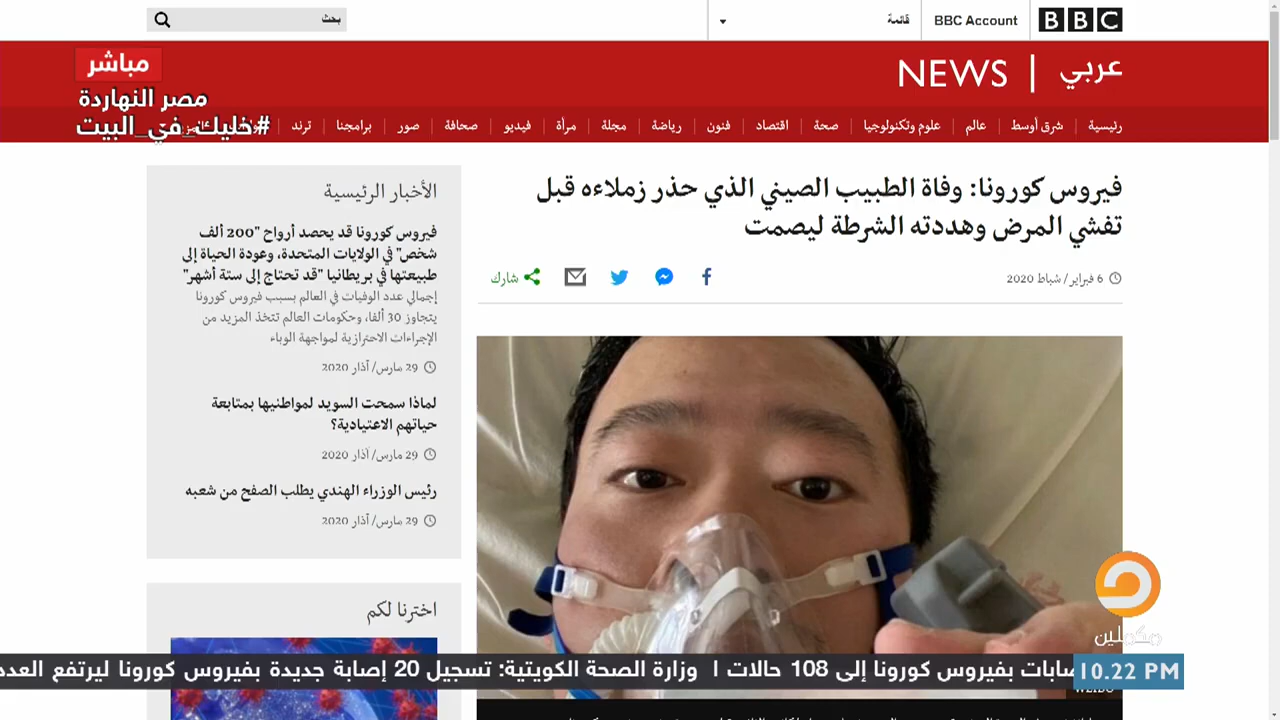 BBC
BBC Account
قائمة
بحث
NEWS | عربي
مباشر
مصر النهاردة
#خليك_في_البيت
رئيسية | شرق أوسط | عالم | علوم وتكنولوجيا | صحة | اقتصاد | فنون | رياضة | مجلة | مرأة | فيديو | صحافة | صور | برامجنا | ترند
فيروس كورونا: وفاة الطبيب الصيني الذي حذر زملاءه قبل
تفشي المرض وهددته الشرطة ليصمت
6 فبراير/ شباط 2020
شارك
الأخبار الرئيسية
فيروس كورونا قد يحصد أرواح "200 ألف
شخص" في الولايات المتحدة، وعودة الحياة إلى
طبيعتها في بريطانيا "قد تحتاج إلى ستة أشهر"
إجمالي عدد الوفيات في العالم بسبب فيروس كورونا
يتجاوز 30 ألفا، وحكومات العالم تتخذ المزيد من
الإجراءات الاحترازية لمواجهة الوباء
29 مارس/ آذار 2020
لماذا سمحت السويد لمواطنيها بمتابعة
حياتهم الاعتيادية؟
29 مارس/ آذار 2020
رئيس الوزراء الهندي يطلب الصفح من شعبه
29 مارس/ آذار 2020
اخترنا لكم
مكملين
10.22 PM
بفيروس كورونا إلى 108 حالات | وزارة الصحة الكويتية: تسجيل 20 إصابة جديدة بفيروس كورونا ليرتفع